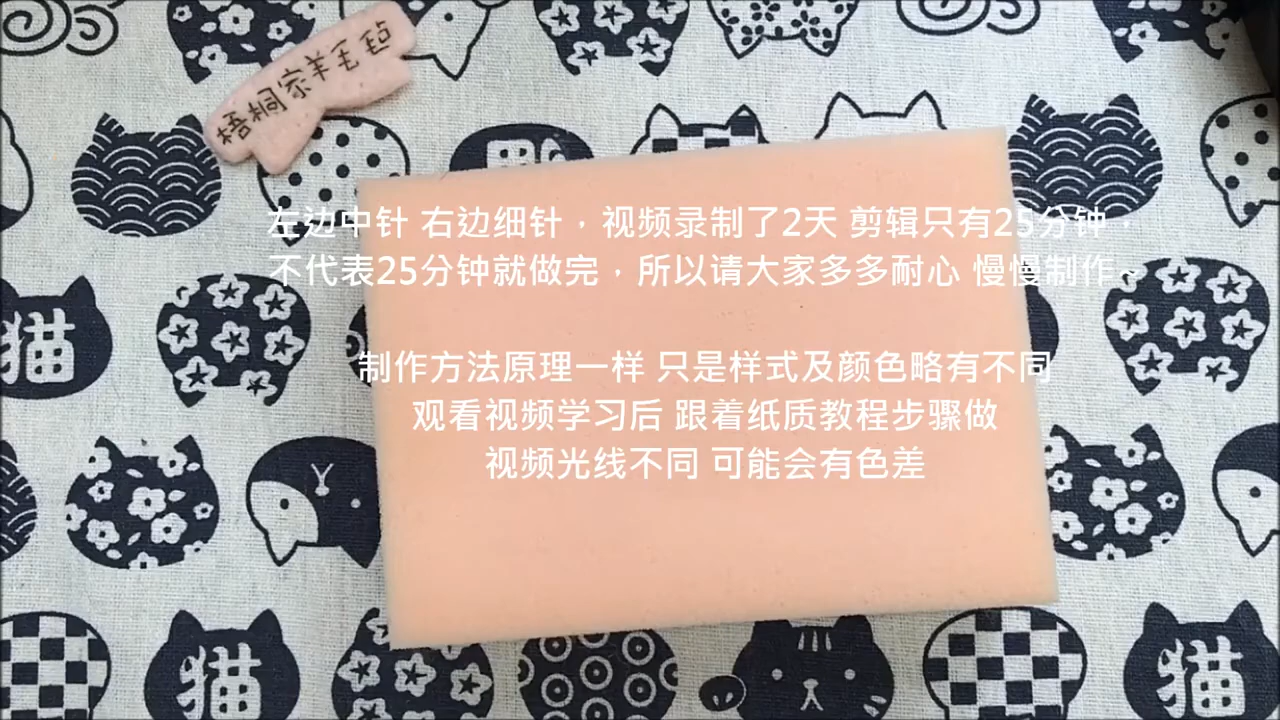 梧桐家羊毛毡
左边中针 右边细针，视频录制了2天 剪辑只有25分钟，
不代表25分钟就做完，所以请大家多多耐心 慢慢制作~
制作方法原理一样 只是样式及颜色略有不同
观看视频学习后 跟着纸质教程步骤做
视频光线不同 可能会有色差
猫
猫
猫